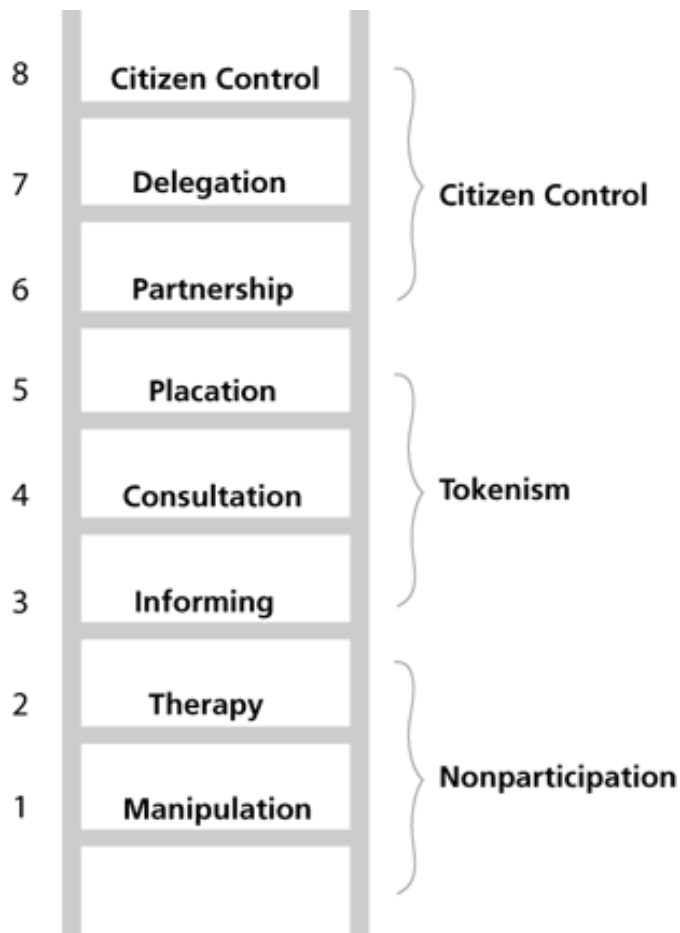 8 Citizen Control
7 Delegation
Citizen Control
6 Partnership
5 Placation
4 Consultation
Tokenism
3 Informing
2 Therapy
Nonparticipation
1 Manipulation